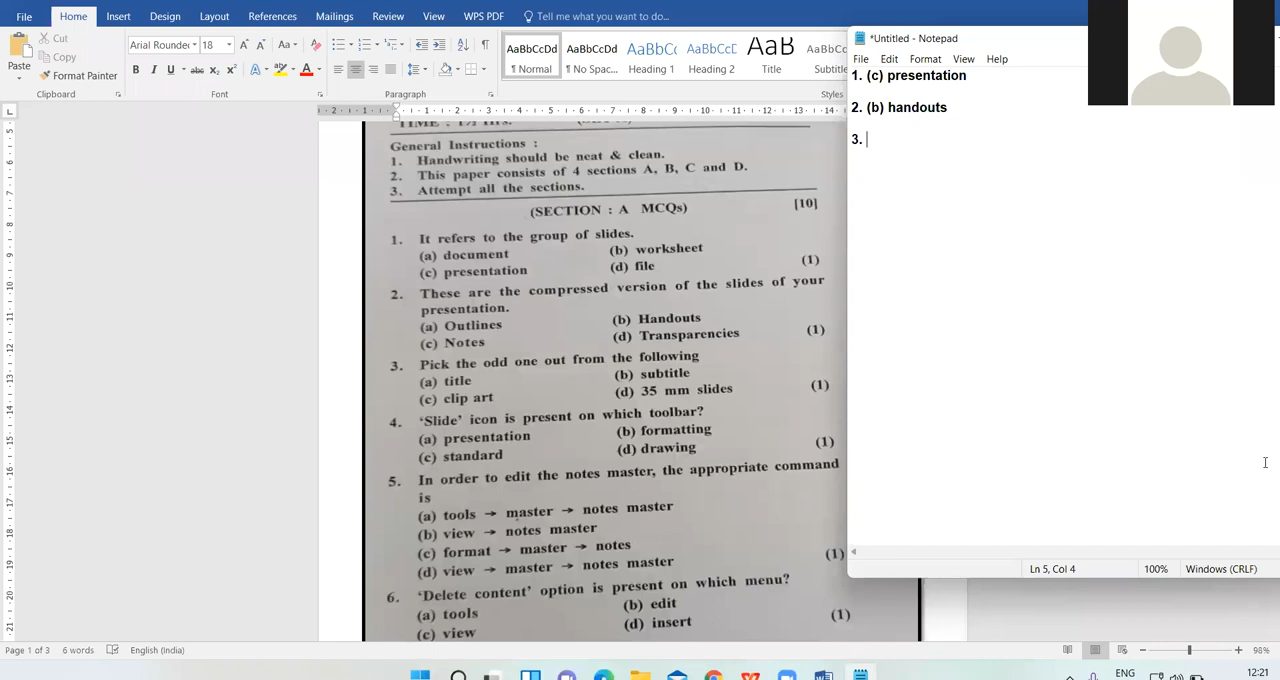 File Home Insert Design Layout References Mailings Review View WPS PDF Tell me what you want to do...
Paste
Cut
Copy
Format Painter
Clipboard
Arial Rounded 18
Font
Paragraph
AaBbCcDd AaBbCcDd AaBbCc AaBbCcD AaB AaBbCc
¶ Normal ¶ No Spac... Heading 1 Heading 2 Title Subtitle
Styles
General Instructions :
1. Handwriting should be neat & clean.
2. This paper consists of 4 sections A, B, C and D.
3. Attempt all the sections.
(SECTION : A MCQs) [10]
1. It refers to the group of slides.
(a) document (b) worksheet
(c) presentation (d) file (1)
2. These are the compressed version of the slides of your
presentation.
(a) Outlines (b) Handouts
(c) Notes (d) Transparencies (1)
3. Pick the odd one out from the following
(a) title (b) subtitle
(c) clip art (d) 35 mm slides (1)
4. ‘Slide’ icon is present on which toolbar?
(a) presentation (b) formatting
(c) standard (d) drawing (1)
5. In order to edit the notes master, the appropriate command
is
(a) tools → master → notes master
(b) view → notes master
(c) format → master → notes
(d) view → master → notes master (1)
6. ‘Delete content’ option is present on which menu?
(a) tools (b) edit
(c) view (d) insert (1)
*Untitled - Notepad
File Edit Format View Help
1. (c) presentation
2. (b) handouts
3.
Ln 5, Col 4 100% Windows (CRLF)
Page 1 of 3 6 words English (India) 98%
ENG 12:21